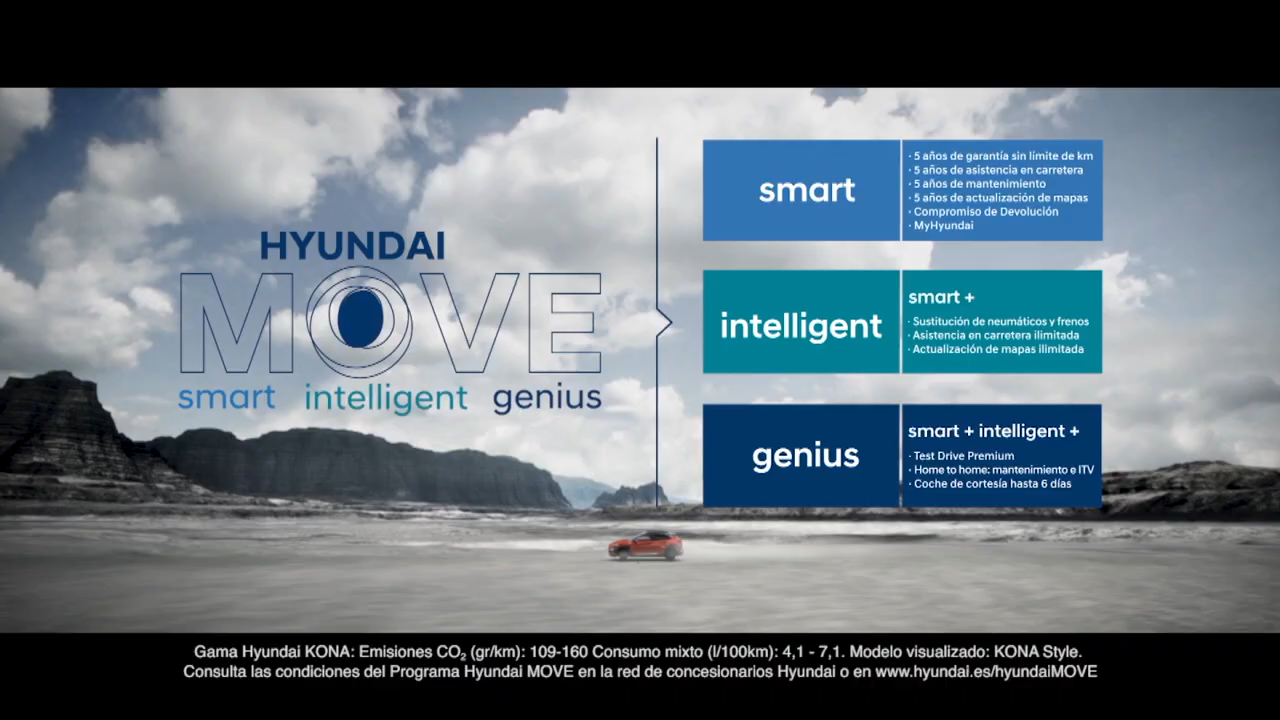 HYUNDAI
MOVE
smart intelligent genius
smart
· 5 años de garantía sin límite de km
· 5 años de asistencia en carretera
· 5 años de mantenimiento
· 5 años de actualización de mapas
· Compromiso de Devolución
· MyHyundai
intelligent
smart +
· Sustitución de neumáticos y frenos
· Asistencia en carretera ilimitada
· Actualización de mapas ilimitada
genius
smart + intelligent +
· Test Drive Premium
· Home to home: mantenimiento e ITV
· Coche de cortesía hasta 6 días
Gama Hyundai KONA: Emisiones CO₂ (gr/km): 109-160 Consumo mixto (l/100km): 4,1 - 7,1. Modelo visualizado: KONA Style.
Consulta las condiciones del Programa Hyundai MOVE en la red de concesionarios Hyundai o en www.hyundai.es/hyundaiMOVE